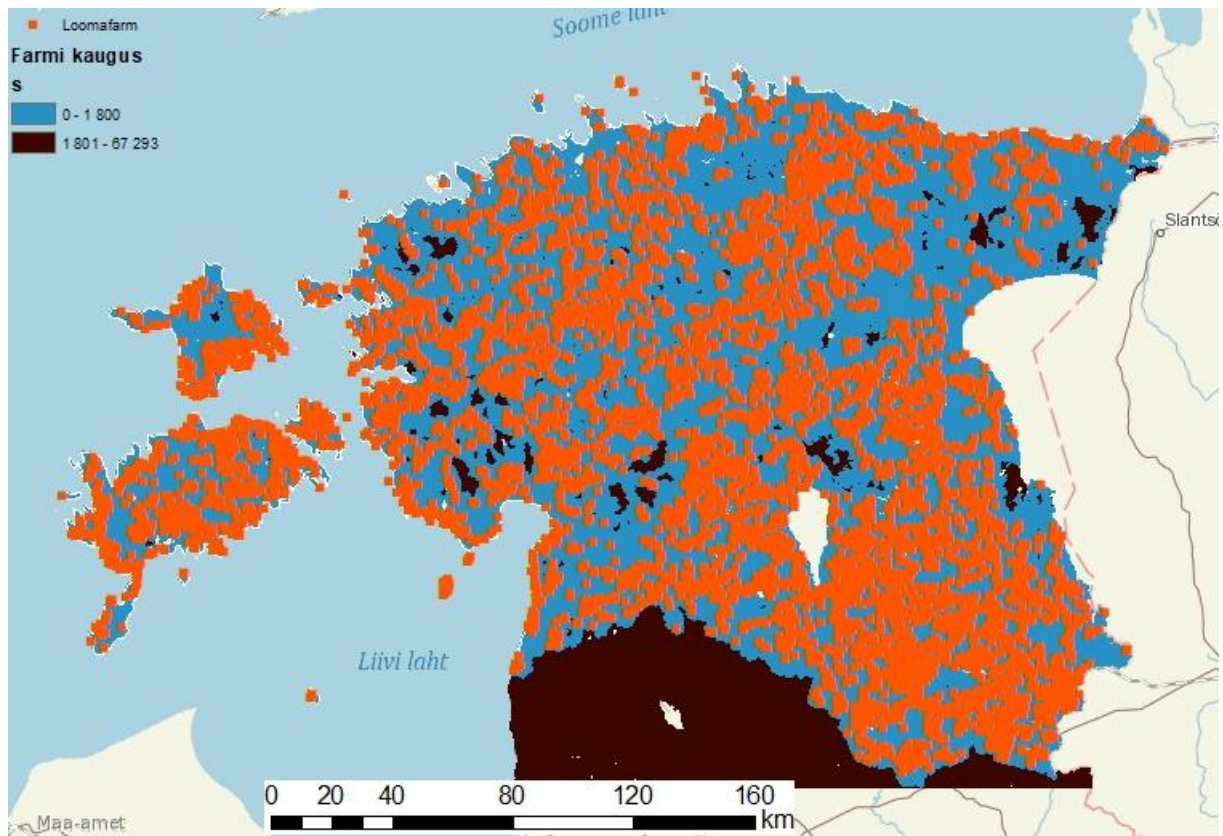 Soome laht
Loomafarm
Farmi kaugus
s
0 - 1 800
1 801 - 67 293
Slantsõ
Liivi laht
0 20 40 80 120 160
km
Maa-amet